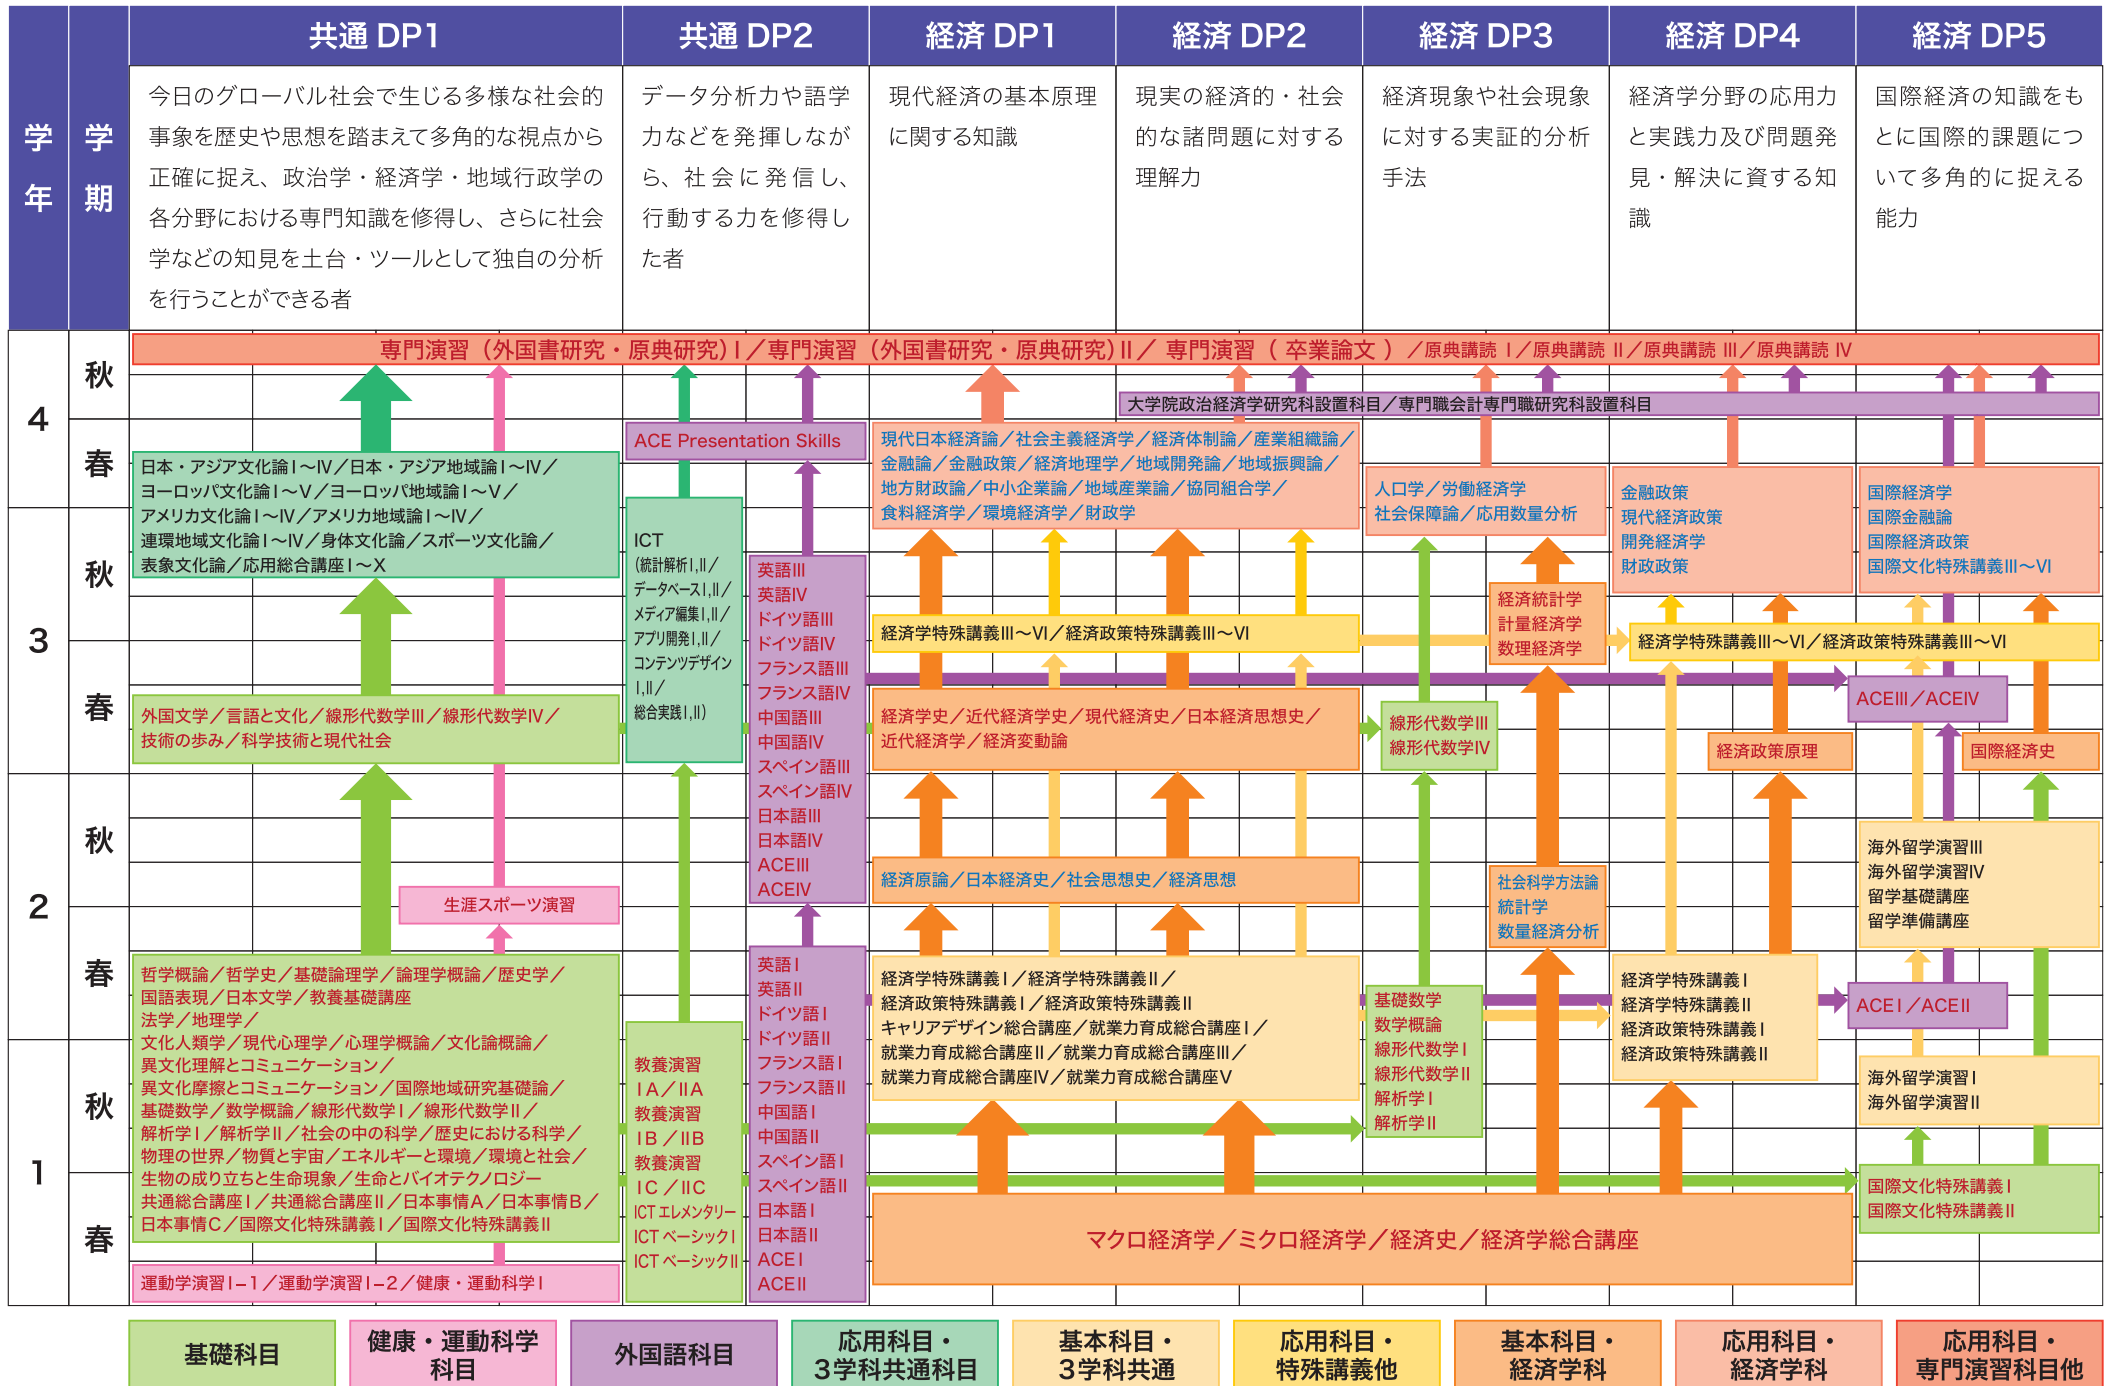 学年
学期
共通 DP1
共通 DP2
経済 DP1
経済 DP2
経済 DP3
経済 DP4
経済 DP5
今日のグローバル社会で生じる多様な社会的
事象を歴史や思想を踏まえて多角的な視点から
正確に捉え、政治学・経済学・地域行政学の
各分野における専門知識を修得し、さらに社会
学などの知見を土台・ツールとして独自の分析
を行うことができる者
データ分析力や語学
力などを発揮しなが
ら、社会に発信し、
行動する力を修得し
た者
現代経済の基本原理
に関する知識
現実の経済的・社会
的な諸問題に対する
理解力
経済現象や社会現象
に対する実証的分析
手法
経済学分野の応用力
と実践力及び問題発
見・解決に資する知
識
国際経済の知識をも
とに国際的課題につ
いて多角的に捉える
能力
4
秋
春
3
秋
春
2
秋
春
1
秋
春
専門演習（外国書研究・原典研究）Ⅰ／専門演習（外国書研究・原典研究）Ⅱ／ 専門演習（ 卒業論文 ）／原典講読 Ⅰ／原典講読 Ⅱ／原典講読 Ⅲ／原典講読 Ⅳ
大学院政治経済学研究科設置科目／専門職会計専門職研究科設置科目
日本・アジア文化論Ⅰ～Ⅳ／日本・アジア地域論Ⅰ～Ⅳ／
ヨーロッパ文化論Ⅰ～Ⅴ／ヨーロッパ地域論Ⅰ～Ⅴ／
アメリカ文化論Ⅰ～Ⅳ／アメリカ地域論Ⅰ～Ⅳ／
連環地域文化論Ⅰ～Ⅳ／身体文化論／スポーツ文化論／
表象文化論／応用総合講座Ⅰ～Ⅹ
外国文学／言語と文化／線形代数学Ⅲ／線形代数学Ⅳ／
技術の歩み／科学技術と現代社会
生涯スポーツ演習
哲学概論／哲学史／基礎論理学／論理学概論／歴史学／
国語表現／日本文学／教養基礎講座
法学／地理学／
文化人類学／現代心理学／心理学概論／文化論概論／
異文化理解とコミュニケーション／
異文化摩擦とコミュニケーション／国際地域研究基礎論／
基礎数学／数学概論／線形代数学Ⅰ／線形代数学Ⅱ／
解析学Ⅰ／解析学Ⅱ／社会の中の科学／歴史における科学／
物理の世界／物質と宇宙／エネルギーと環境／環境と社会／
生物の成り立ちと生命現象／生命とバイオテクノロジー
共通総合講座Ⅰ／共通総合講座Ⅱ／日本事情A／日本事情B／
日本事情C／国際文化特殊講義Ⅰ／国際文化特殊講義Ⅱ
運動学演習Ⅰ-1／運動学演習Ⅰ-2／健康・運動科学Ⅰ
ACE Presentation Skills
ICT
（統計解析Ⅰ,Ⅱ／
データベースⅠ,Ⅱ／
メディア編集Ⅰ,Ⅱ／
アプリ開発Ⅰ,Ⅱ／
コンテンツデザイン
Ⅰ,Ⅱ／
総合実践Ⅰ,Ⅱ）
教養演習
ⅠA／ⅡA
教養演習
ⅠB／ⅡB
教養演習
ⅠC／ⅡC
ICTエレメンタリー
ICTベーシックⅠ
ICTベーシックⅡ
英語Ⅲ
英語Ⅳ
ドイツ語Ⅲ
ドイツ語Ⅳ
フランス語Ⅲ
フランス語Ⅳ
中国語Ⅲ
中国語Ⅳ
スペイン語Ⅲ
スペイン語Ⅳ
日本語Ⅲ
日本語Ⅳ
ACEⅢ
ACEⅣ
英語Ⅰ
英語Ⅱ
ドイツ語Ⅰ
ドイツ語Ⅱ
フランス語Ⅰ
フランス語Ⅱ
中国語Ⅰ
中国語Ⅱ
スペイン語Ⅰ
スペイン語Ⅱ
日本語Ⅰ
日本語Ⅱ
ACEⅠ
ACEⅡ
現代日本経済論／社会主義経済学／経済体制論／産業組織論／
金融論／金融政策／経済地理学／地域開発論／地域振興論／
地方財政論／中小企業論／地域産業論／協同組合学／
食料経済学／環境経済学／財政学
経済学特殊講義Ⅲ～Ⅵ／経済政策特殊講義Ⅲ～Ⅵ
経済学史／近代経済学史／現代経済史／日本経済思想史／
近代経済学／経済変動論
経済原論／日本経済史／社会思想史／経済思想
経済学特殊講義Ⅰ／経済学特殊講義Ⅱ／
経済政策特殊講義Ⅰ／経済政策特殊講義Ⅱ
キャリアデザイン総合講座／就業力育成総合講座Ⅰ／
就業力育成総合講座Ⅱ／就業力育成総合講座Ⅲ／
就業力育成総合講座Ⅳ／就業力育成総合講座Ⅴ
マクロ経済学／ミクロ経済学／経済史／経済学総合講座
人口学／労働経済学
社会保障論／応用数量分析
経済統計学
計量経済学
数理経済学
線形代数学Ⅲ
線形代数学Ⅳ
社会科学方法論
統計学
数量経済分析
基礎数学
数学概論
線形代数学Ⅰ
線形代数学Ⅱ
解析学Ⅰ
解析学Ⅱ
金融政策
現代経済政策
開発経済学
財政政策
経済学特殊講義Ⅲ～Ⅵ／経済政策特殊講義Ⅲ～Ⅵ
経済政策原理
経済学特殊講義Ⅰ
経済学特殊講義Ⅱ
経済政策特殊講義Ⅰ
経済政策特殊講義Ⅱ
国際経済学
国際金融論
国際経済政策
国際文化特殊講義Ⅲ～Ⅵ
ACEⅢ／ACEⅣ
国際経済史
海外留学演習Ⅲ
海外留学演習Ⅳ
留学基礎講座
留学準備講座
ACEⅠ／ACEⅡ
海外留学演習Ⅰ
海外留学演習Ⅱ
国際文化特殊講義Ⅰ
国際文化特殊講義Ⅱ
基礎科目
健康・運動科学
科目
外国語科目
応用科目・
3学科共通科目
基本科目・
3学科共通
応用科目・
特殊講義他
基本科目・
経済学科
応用科目・
経済学科
応用科目・
専門演習科目他